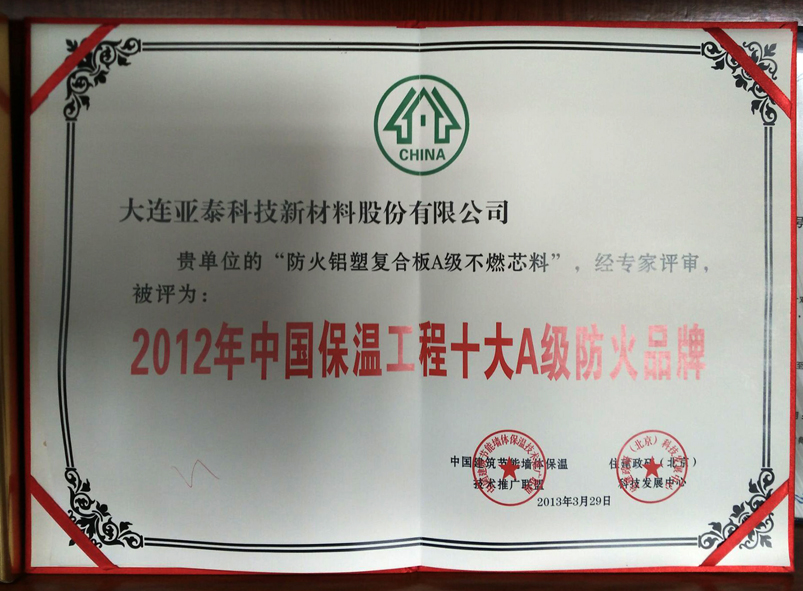 CHINA
大连亚泰科技新材料股份有限公司
贵单位的“防火铝塑复合板A级不燃芯料”，经专家评审，
被评为：
2012年中国保温工程十大A级防火品牌
中国建筑节能墙体保温
技术推广联盟
住建政研（北京）
科技发展中心
2013年3月29日